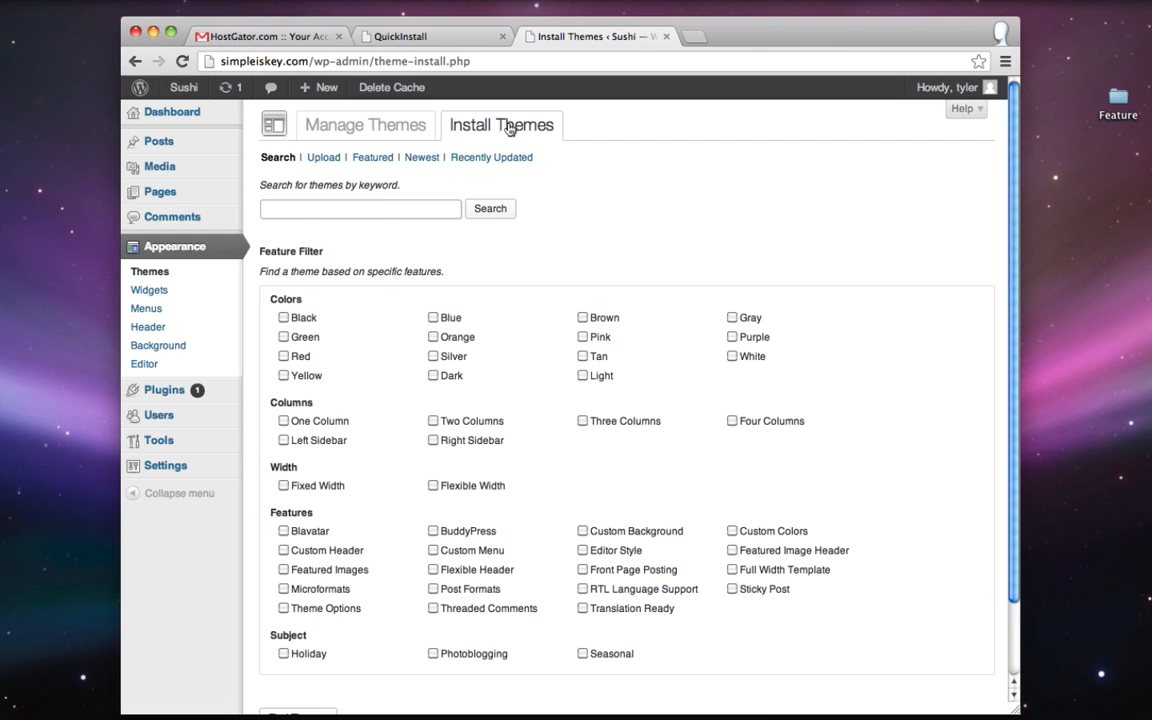 HostGator.com :: Your Acc × QuickInstall × Install Themes ‹ Sushi — W ×
simpleiskey.com/wp-admin/theme-install.php
Sushi 1 + New Delete Cache Howdy, tyler
Help
Feature
Dashboard
Posts
Media
Pages
Comments
Appearance
Themes
Widgets
Menus
Header
Background
Editor
Plugins 1
Users
Tools
Settings
Collapse menu
Manage Themes Install Themes
Search | Upload | Featured | Newest | Recently Updated
Search for themes by keyword.
Search
Feature Filter
Find a theme based on specific features.
Colors
Black Blue Brown Gray
Green Orange Pink Purple
Red Silver Tan White
Yellow Dark Light
Columns
One Column Two Columns Three Columns Four Columns
Left Sidebar Right Sidebar
Width
Fixed Width Flexible Width
Features
Blavatar BuddyPress Custom Background Custom Colors
Custom Header Custom Menu Editor Style Featured Image Header
Featured Images Flexible Header Front Page Posting Full Width Template
Microformats Post Formats RTL Language Support Sticky Post
Theme Options Threaded Comments Translation Ready
Subject
Holiday Photoblogging Seasonal